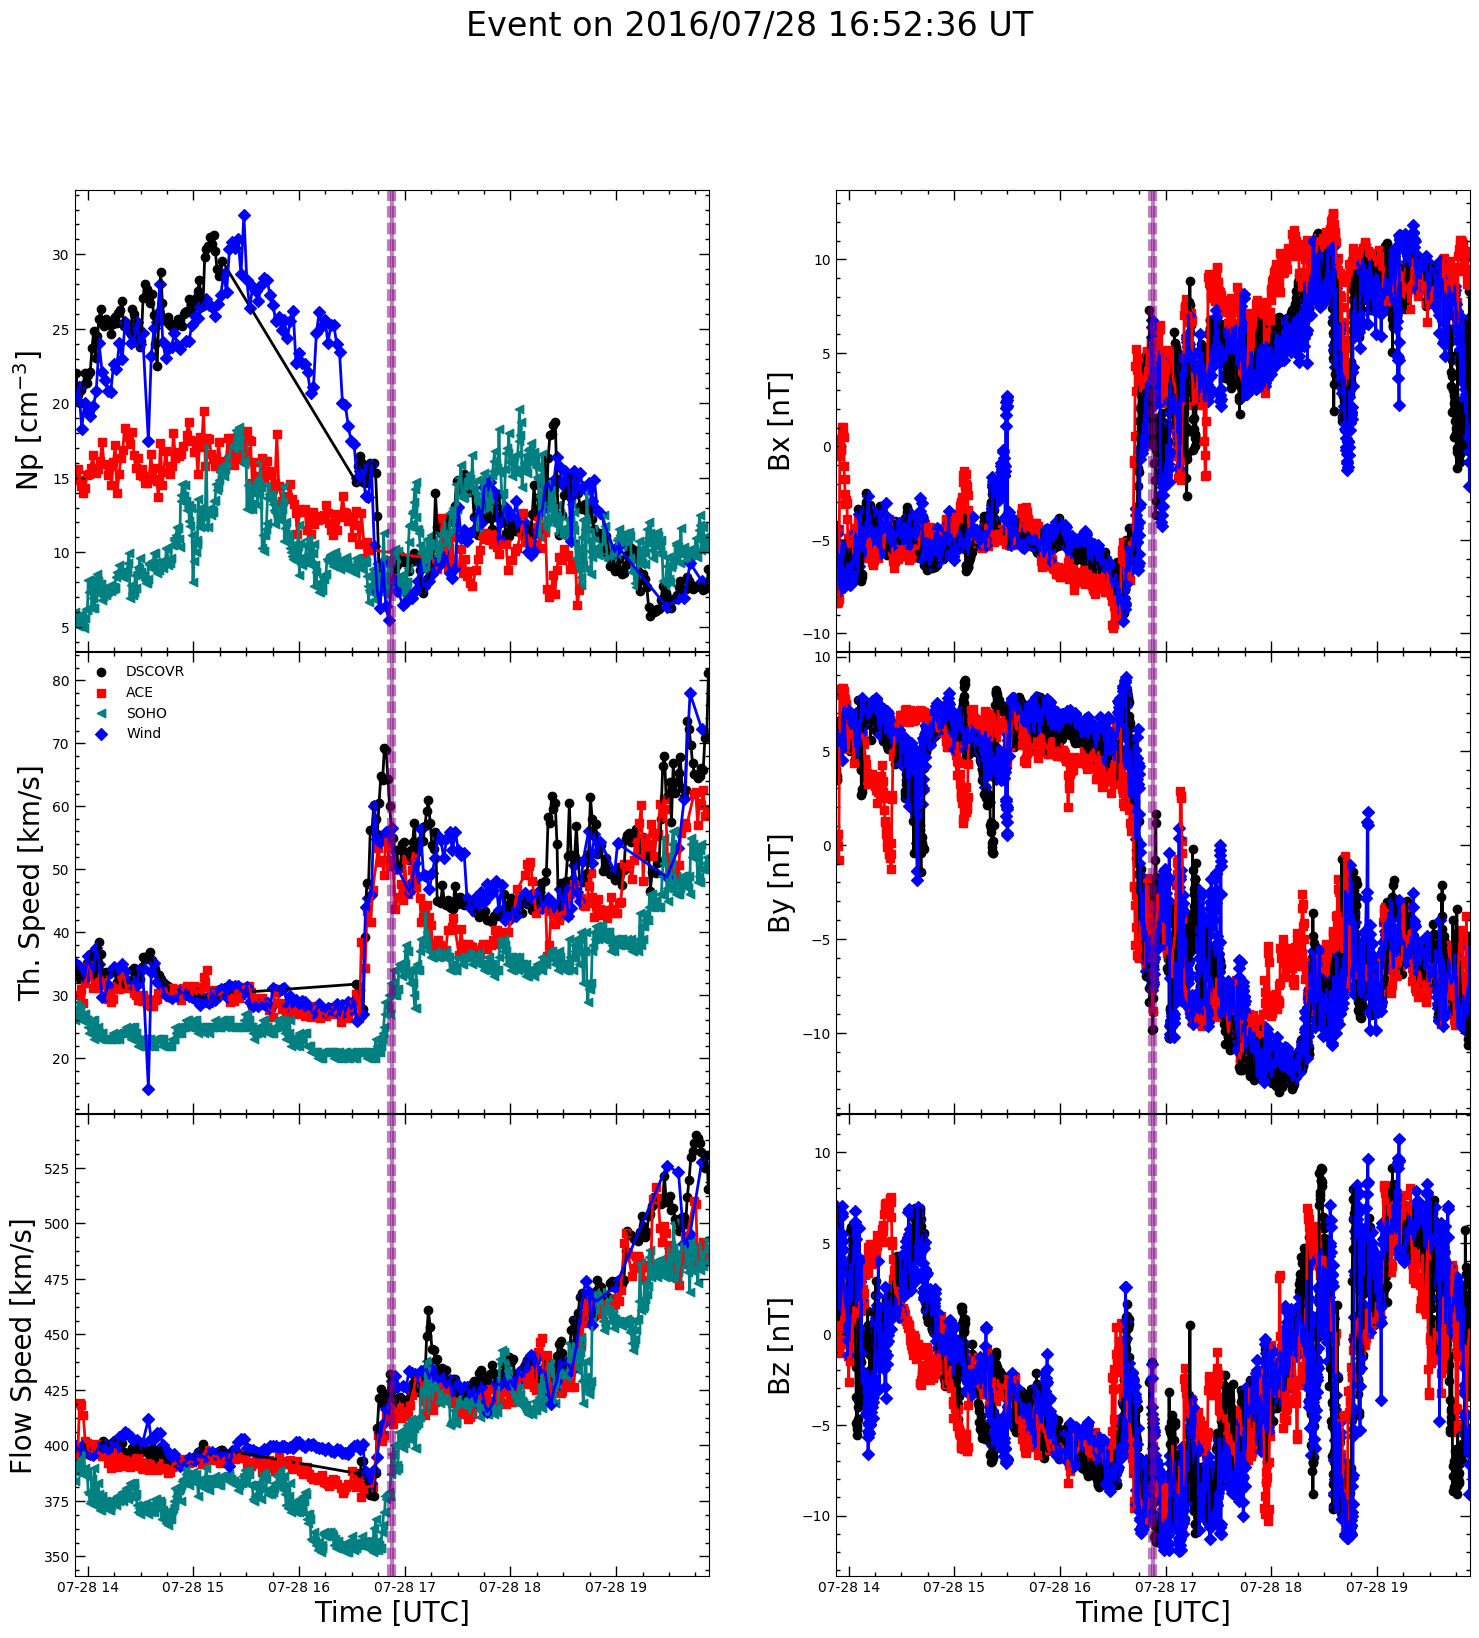 Event on 2016/07/28 16:52:36 UT
Np [cm⁻³]
30
25
20
15
10
5
Bx [nT]
10
5
0
−5
−10
Th. Speed [km/s]
80
70
60
50
40
30
20
DSCOVR
ACE
SOHO
Wind
By [nT]
10
5
0
−5
−10
Flow Speed [km/s]
525
500
475
450
425
400
375
350
07-28 14 07-28 15 07-28 16 07-28 17 07-28 18 07-28 19
Time [UTC]
Bz [nT]
10
5
0
−5
−10
07-28 14 07-28 15 07-28 16 07-28 17 07-28 18 07-28 19
Time [UTC]